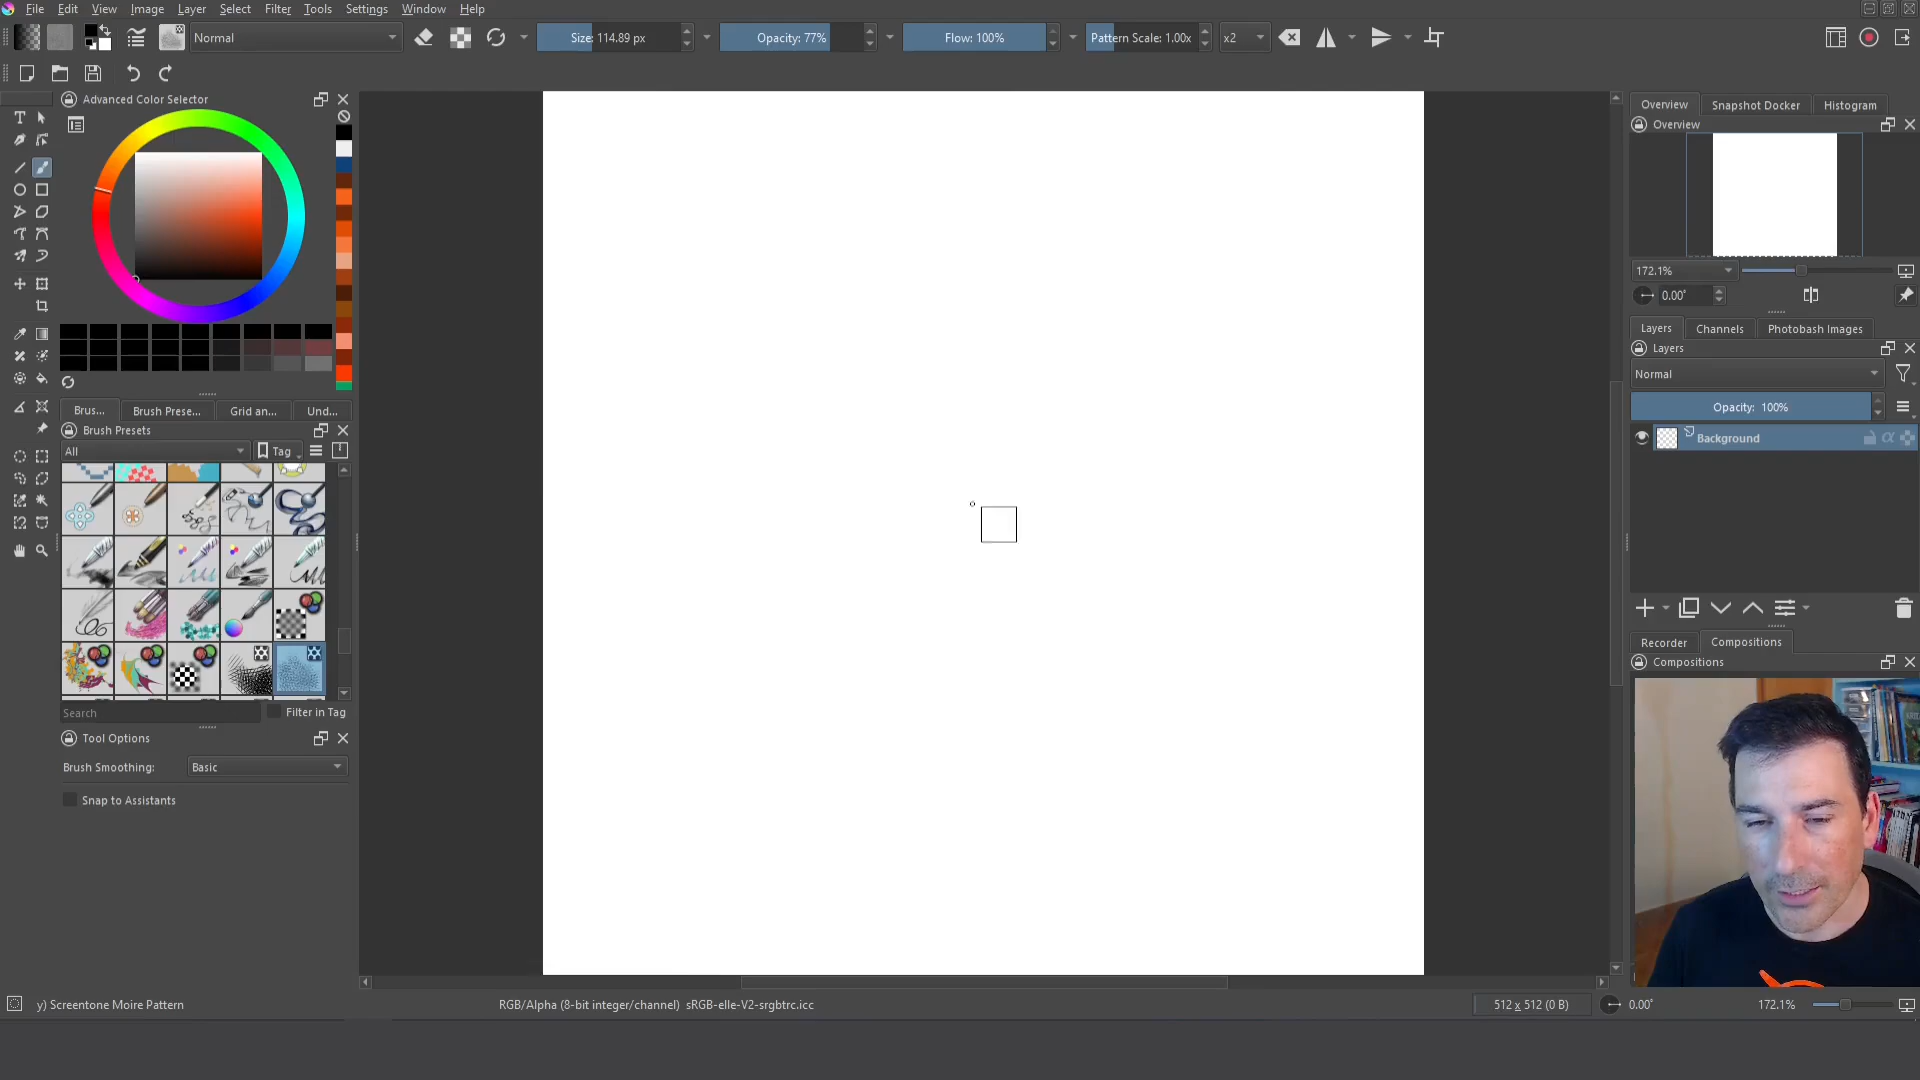 File Edit View Image Layer Select Filter Tools Settings Window Help
Normal Size: 114.89 px Opacity: 77% Flow: 100% Pattern Scale: 1.00x x2
Advanced Color Selector
Overview Snapshot Docker Histogram
Overview
172.1%
0.00°
Layers Channels Photobash Images
Layers
Normal
Opacity: 100%
Background
Brus... Brush Prese... Grid an... Und...
Brush Presets
All Tag
Search Filter in Tag
Tool Options
Brush Smoothing: Basic
Snap to Assistants
Recorder Compositions
Compositions
y) Screentone Moire Pattern RGB/Alpha (8-bit integer/channel) sRGB-elle-V2-srgbtrc.icc 512 x 512 (0 B) 0.00° 172.1%